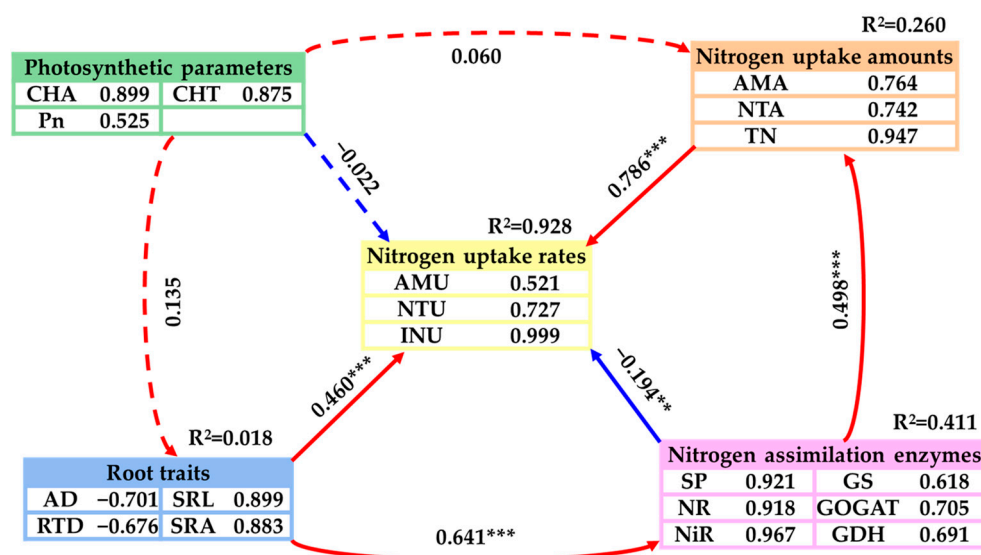 R²=0.260
0.060
Photosynthetic parameters
CHA 0.899 CHT 0.875
Pn 0.525
Nitrogen uptake amounts
AMA 0.764
NTA 0.742
TN 0.947
−0.022
0.786***
R²=0.928
Nitrogen uptake rates
AMU 0.521
NTU 0.727
INU 0.999
0.135
0.498***
0.460***
−0.194**
R²=0.018
Root traits
AD −0.701 SRL 0.899
RTD −0.676 SRA 0.883
R²=0.411
Nitrogen assimilation enzymes
SP 0.921 GS 0.618
NR 0.918 GOGAT 0.705
NiR 0.967 GDH 0.691
0.641***